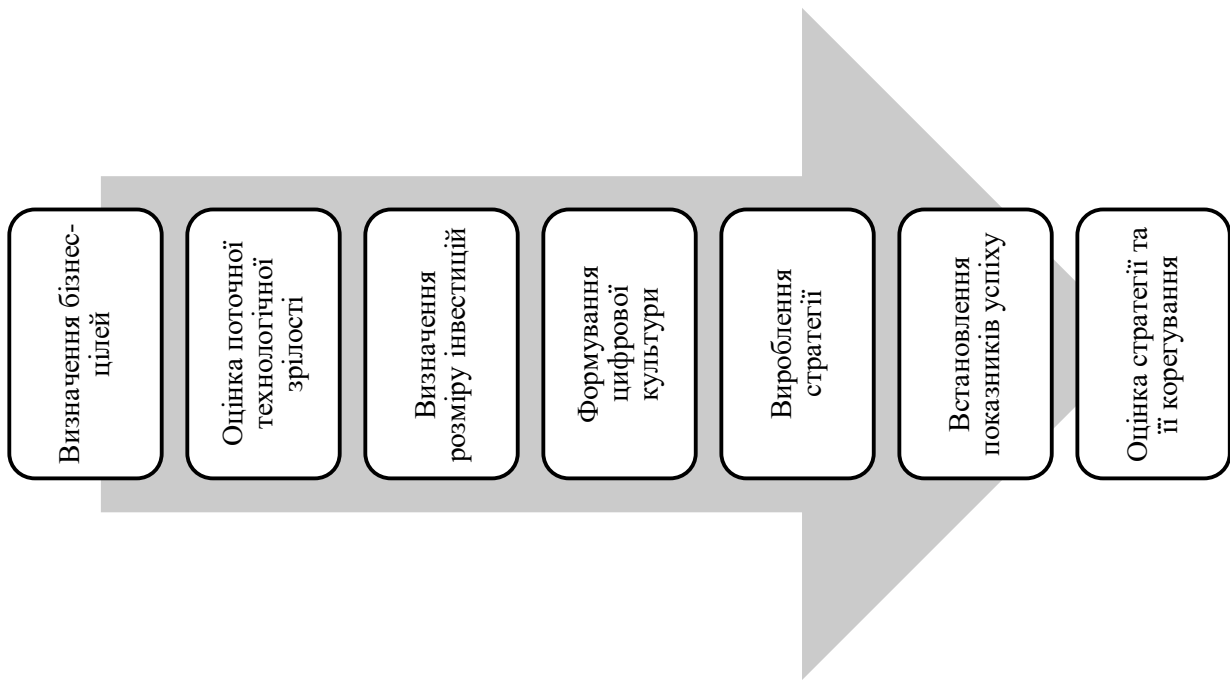 Визначення бізнес-
цілей
Оцінка поточної
технологічної
зрілості
Визначення
розміру інвестицій
Формування
цифрової
культури
Вироблення
стратегії
Встановлення
показників успіху
Оцінка стратегії та
її корегування